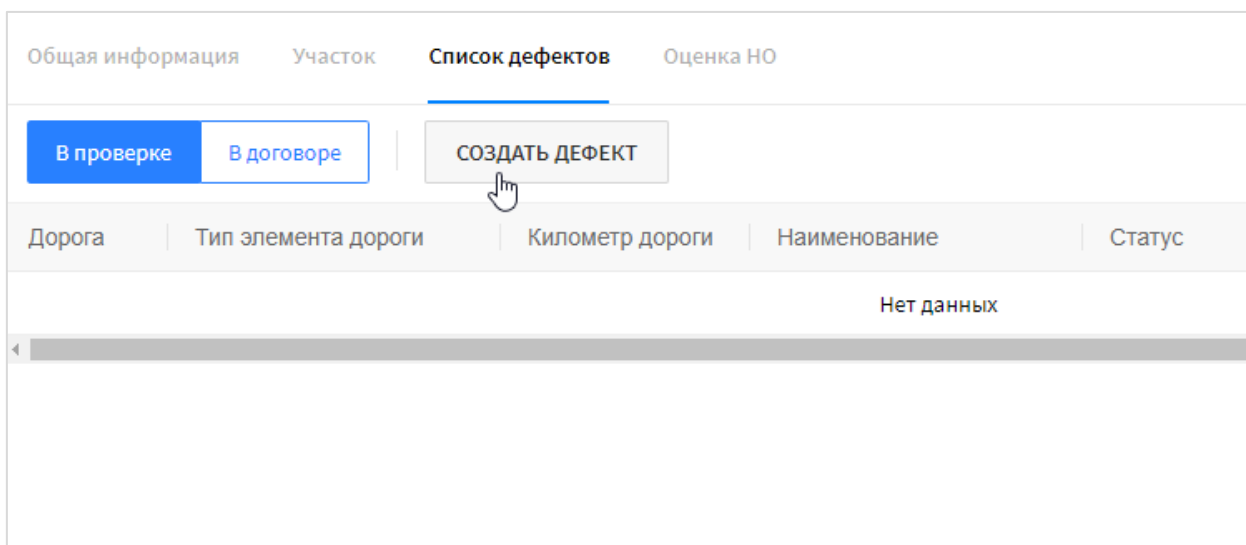 Общая информация Участок Список дефектов Оценка НО
В проверке В договоре СОЗДАТЬ ДЕФЕКТ
Дорога Тип элемента дороги Километр дороги Наименование Статус
Нет данных